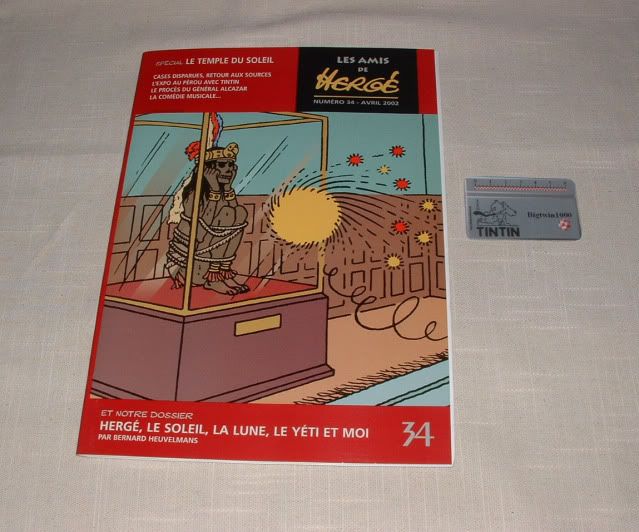 SPÉCIAL LE TEMPLE DU SOLEIL
CASES DISPARUES, RETOUR AUX SOURCES
L'EXPO AU PÉROU AVEC TINTIN
LE PROCÈS DU GÉNÉRAL ALCAZAR
LA COMÉDIE MUSICALE...
LES AMIS
DE
HERGÉ
NUMÉRO 34 - AVRIL 2002
TINTIN
Bigtwin1000
ET NOTRE DOSSIER
HERGÉ, LE SOLEIL, LA LUNE, LE YÉTI ET MOI
PAR BERNARD HEUVELMANS
34